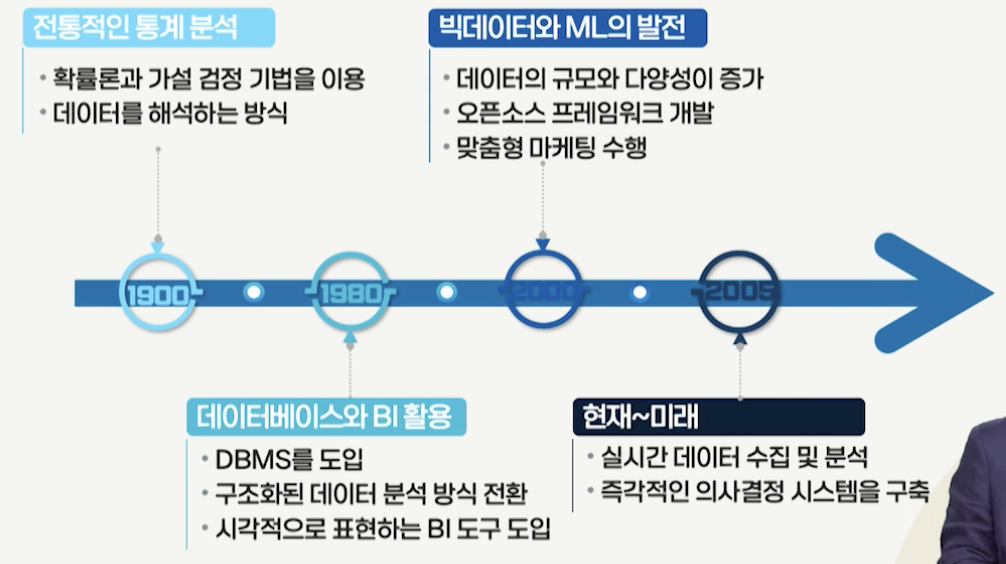 전통적인 통계 분석
• 확률론과 가설 검정 기법을 이용
• 데이터를 해석하는 방식
빅데이터와 ML의 발전
• 데이터의 규모와 다양성이 증가
• 오픈소스 프레임워크 개발
• 맞춤형 마케팅 수행
1900
1980
2000
2005
데이터베이스와 BI 활용
• DBMS를 도입
• 구조화된 데이터 분석 방식 전환
• 시각적으로 표현하는 BI 도구 도입
현재~미래
• 실시간 데이터 수집 및 분석
• 즉각적인 의사결정 시스템을 구축